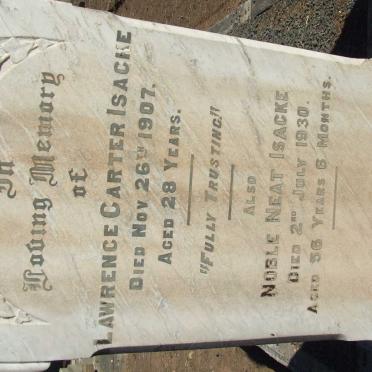 In
Loving Memory
of
LAWRENCE CARTER ISACKE
DIED NOV 26TH 1907.
AGED 28 YEARS.
"FULLY TRUSTING."
ALSO
NOBLE NEAT ISACKE
DIED 2ND JULY 1930.
AGED 56 YEARS 6 MONTHS.